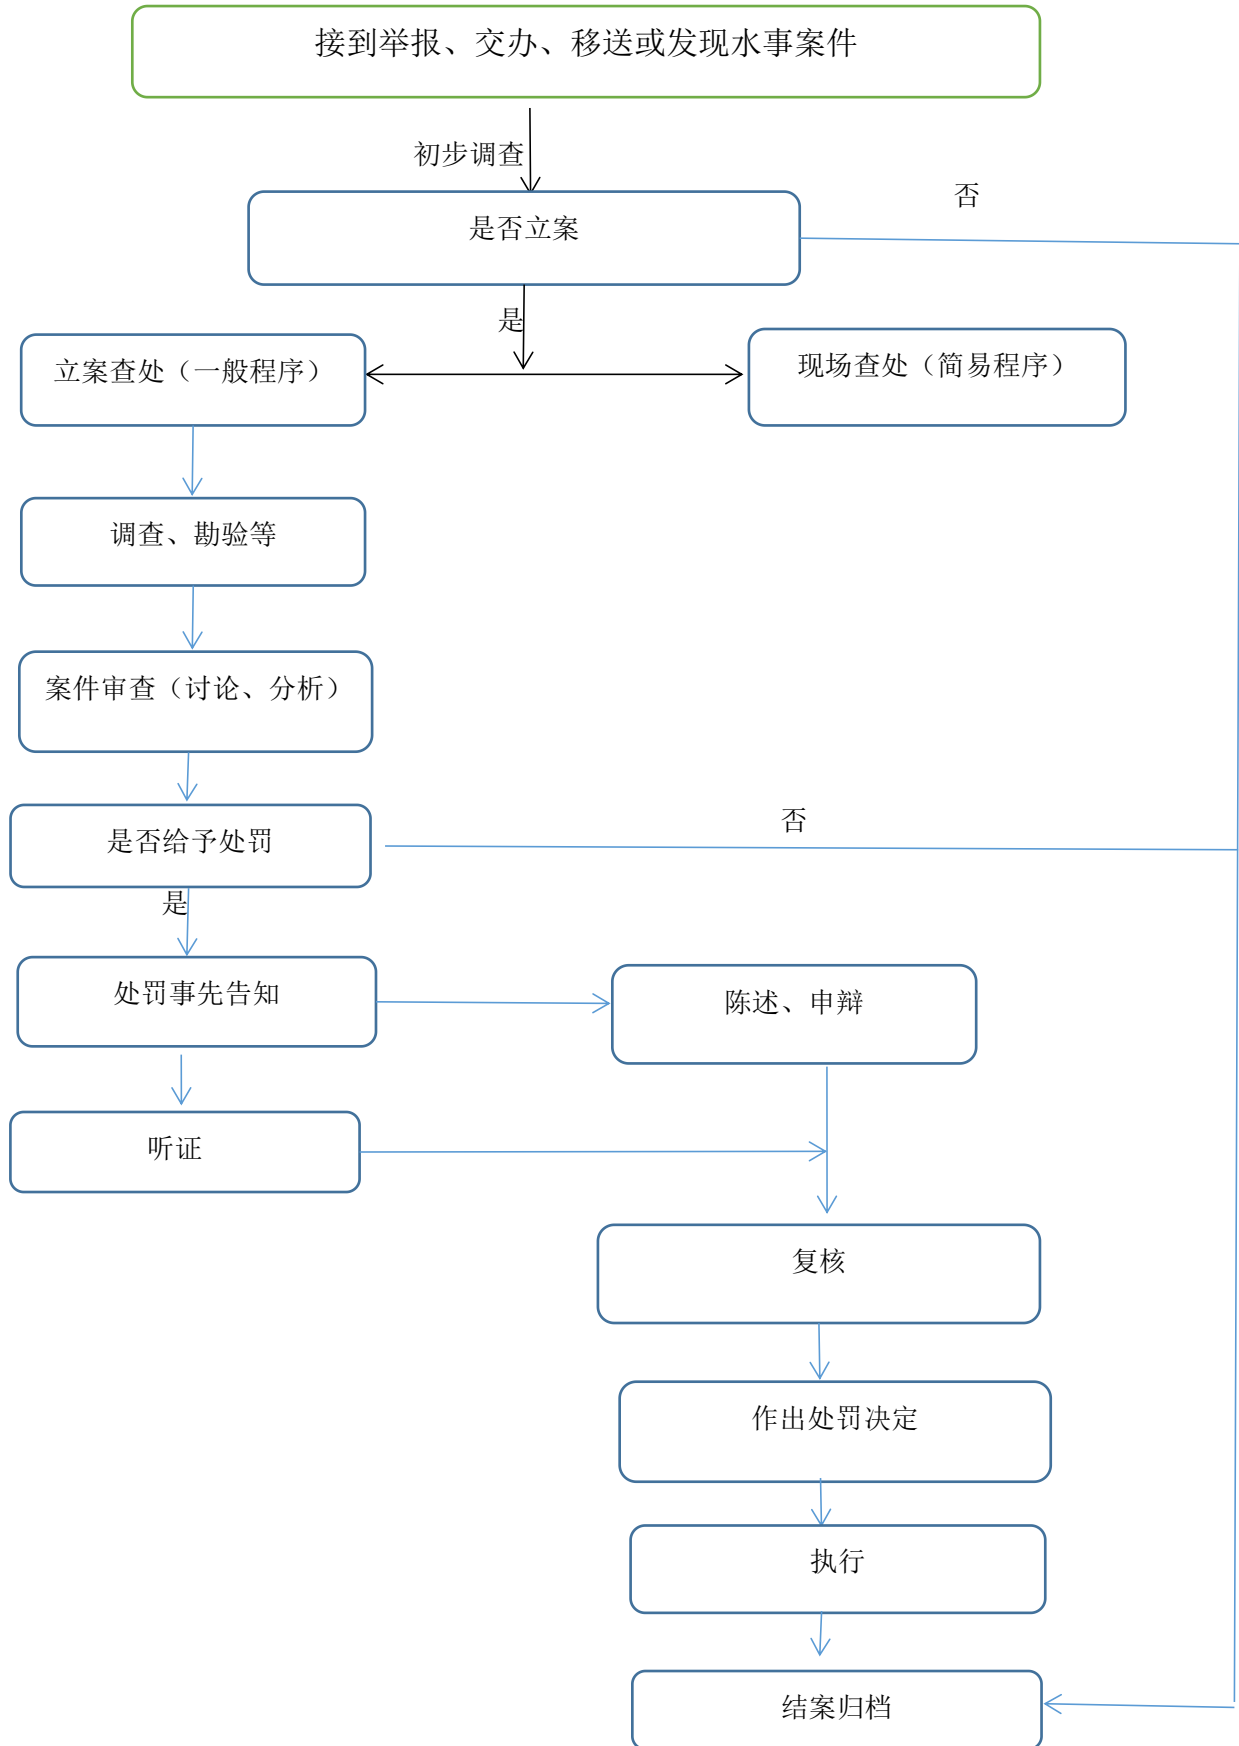 接到举报、交办、移送或发现水事案件
初步调查
否
是否立案
是
立案查处（一般程序）
现场查处（简易程序）
调查、勘验等
案件审查（讨论、分析）
否
是否给予处罚
是
处罚事先告知
陈述、申辩
听证
复核
作出处罚决定
执行
结案归档